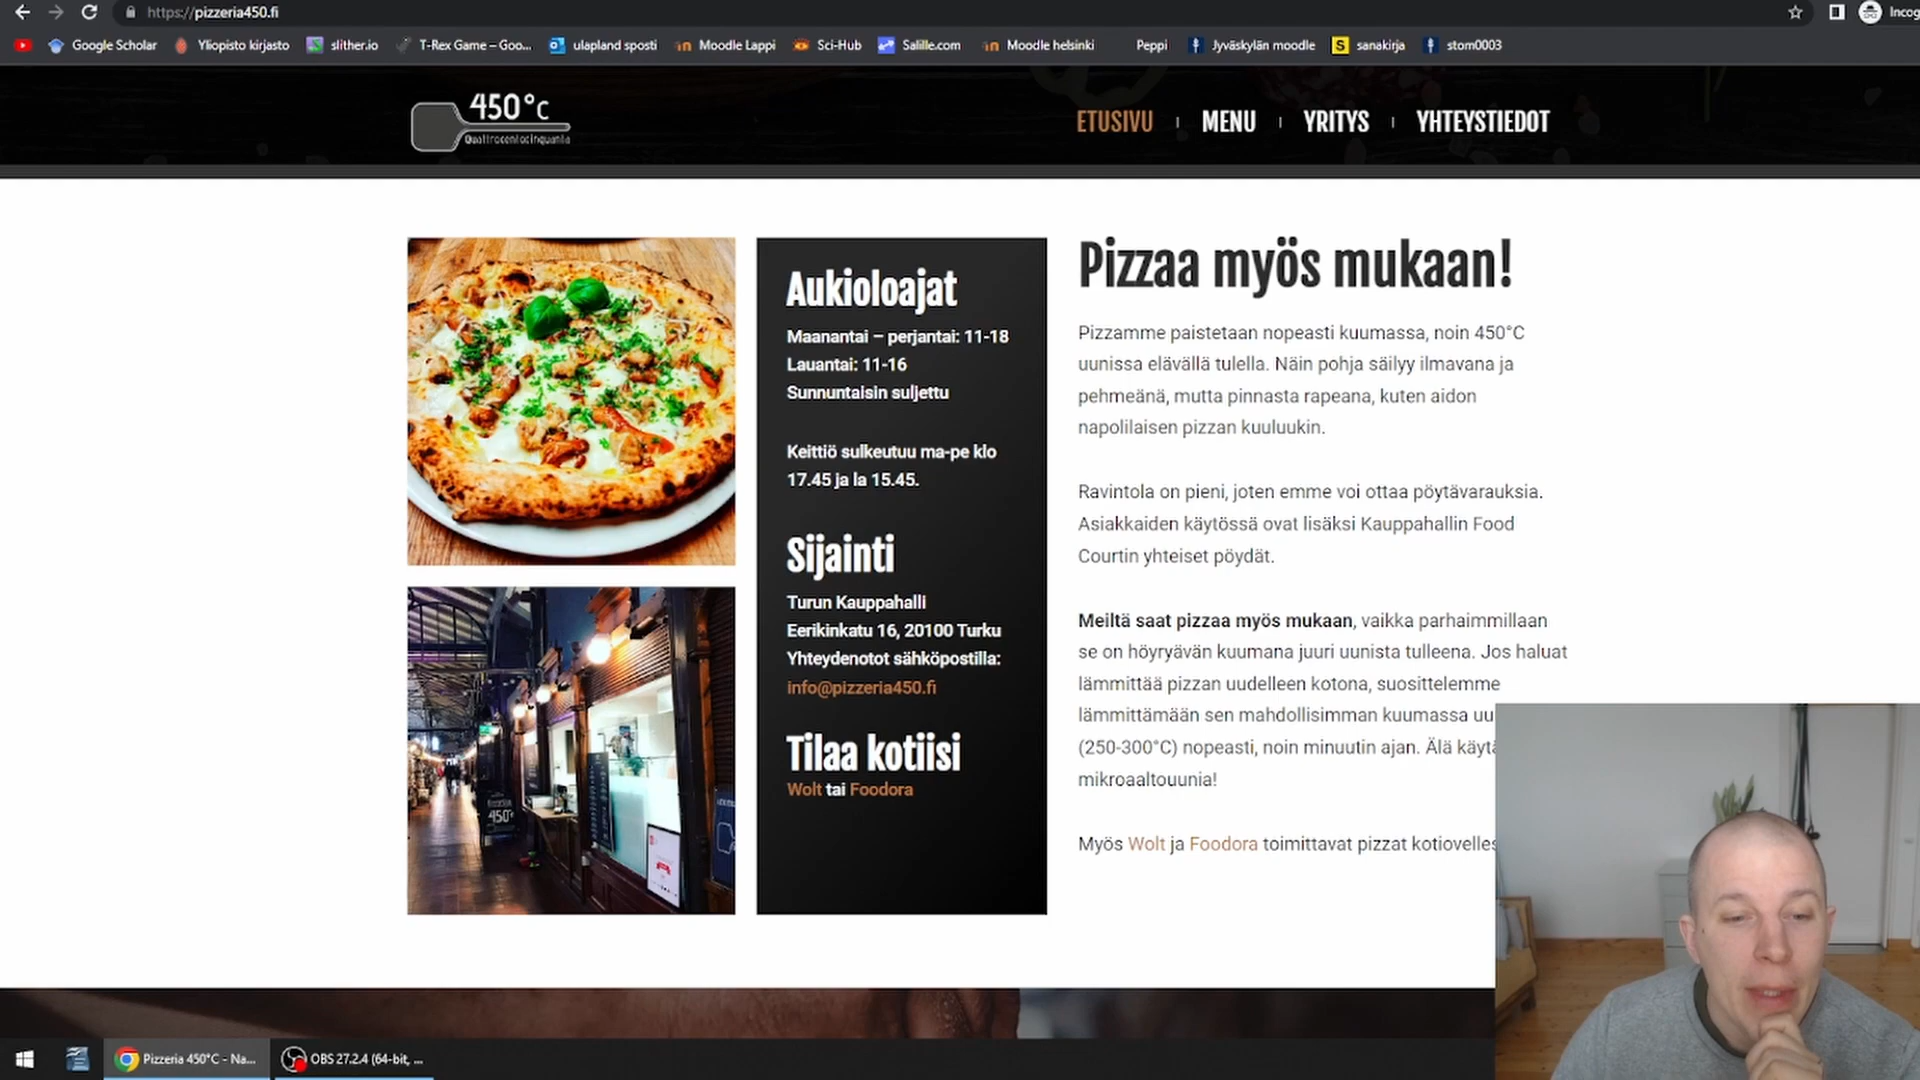 https://pizzeria450.fi
Incog
Google Scholar
Yliopisto kirjasto
slither.io
T-Rex Game – Goo...
ulapland sposti
Moodle Lappi
Sci-Hub
Salille.com
Moodle helsinki
Peppi
Jyväskylän moodle
S sanakirja
stom0003
450°C
Quattrocentocinquanta
ETUSIVU | MENU | YRITYS | YHTEYSTIEDOT
Aukioloajat
Maanantai – perjantai: 11-18
Lauantai: 11-16
Sunnuntaisin suljettu
Keittiö sulkeutuu ma-pe klo
17.45 ja la 15.45.
Sijainti
Turun Kauppahalli
Eerikinkatu 16, 20100 Turku
Yhteydenotot sähköpostilla:
info@pizzeria450.fi
Tilaa kotiisi
Wolt tai Foodora
450°
Pizzaa myös mukaan!
Pizzamme paistetaan nopeasti kuumassa, noin 450°C
uunissa elävällä tulella. Näin pohja säilyy ilmavana ja
pehmeänä, mutta pinnasta rapeana, kuten aidon
napolilaisen pizzan kuuluukin.
Ravintola on pieni, joten emme voi ottaa pöytävarauksia.
Asiakkaiden käytössä ovat lisäksi Kauppahallin Food
Courtin yhteiset pöydät.
Meiltä saat pizzaa myös mukaan, vaikka parhaimmillaan
se on höyryävän kuumana juuri uunista tulleena. Jos haluat
lämmittää pizzan uudelleen kotona, suosittelemme
lämmittämään sen mahdollisimman kuumassa uu
(250-300°C) nopeasti, noin minuutin ajan. Älä käytä
mikroaaltouunia!
Myös Wolt ja Foodora toimittavat pizzat kotiovelles
Pizzeria 450°C - Na...
OBS 27.2.4 (64-bit, ...